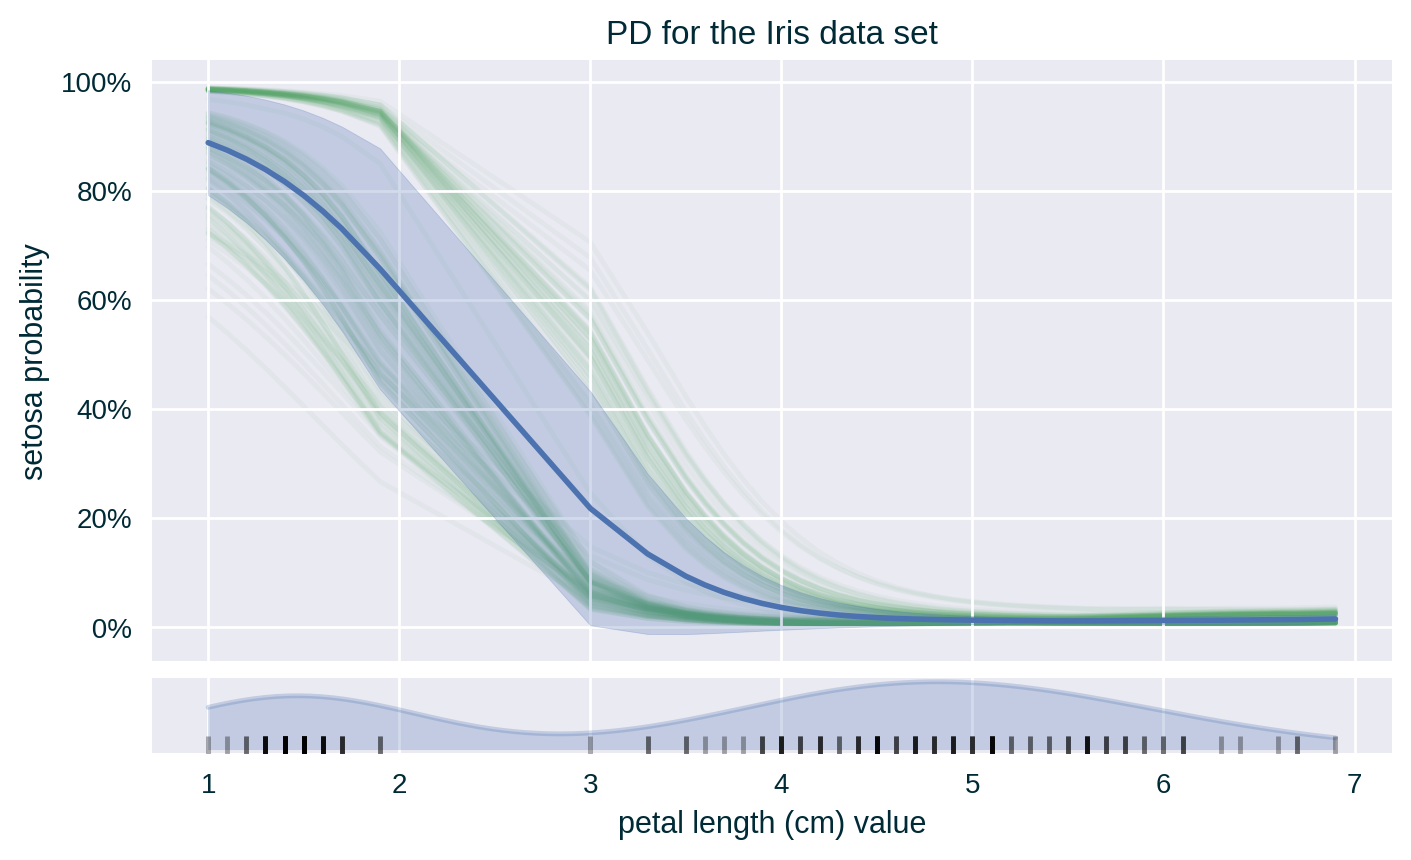 PD for the Iris data set
100%
80%
60%
40%
20%
0%
setosa probability
1 2 3 4 5 6 7
petal length (cm) value